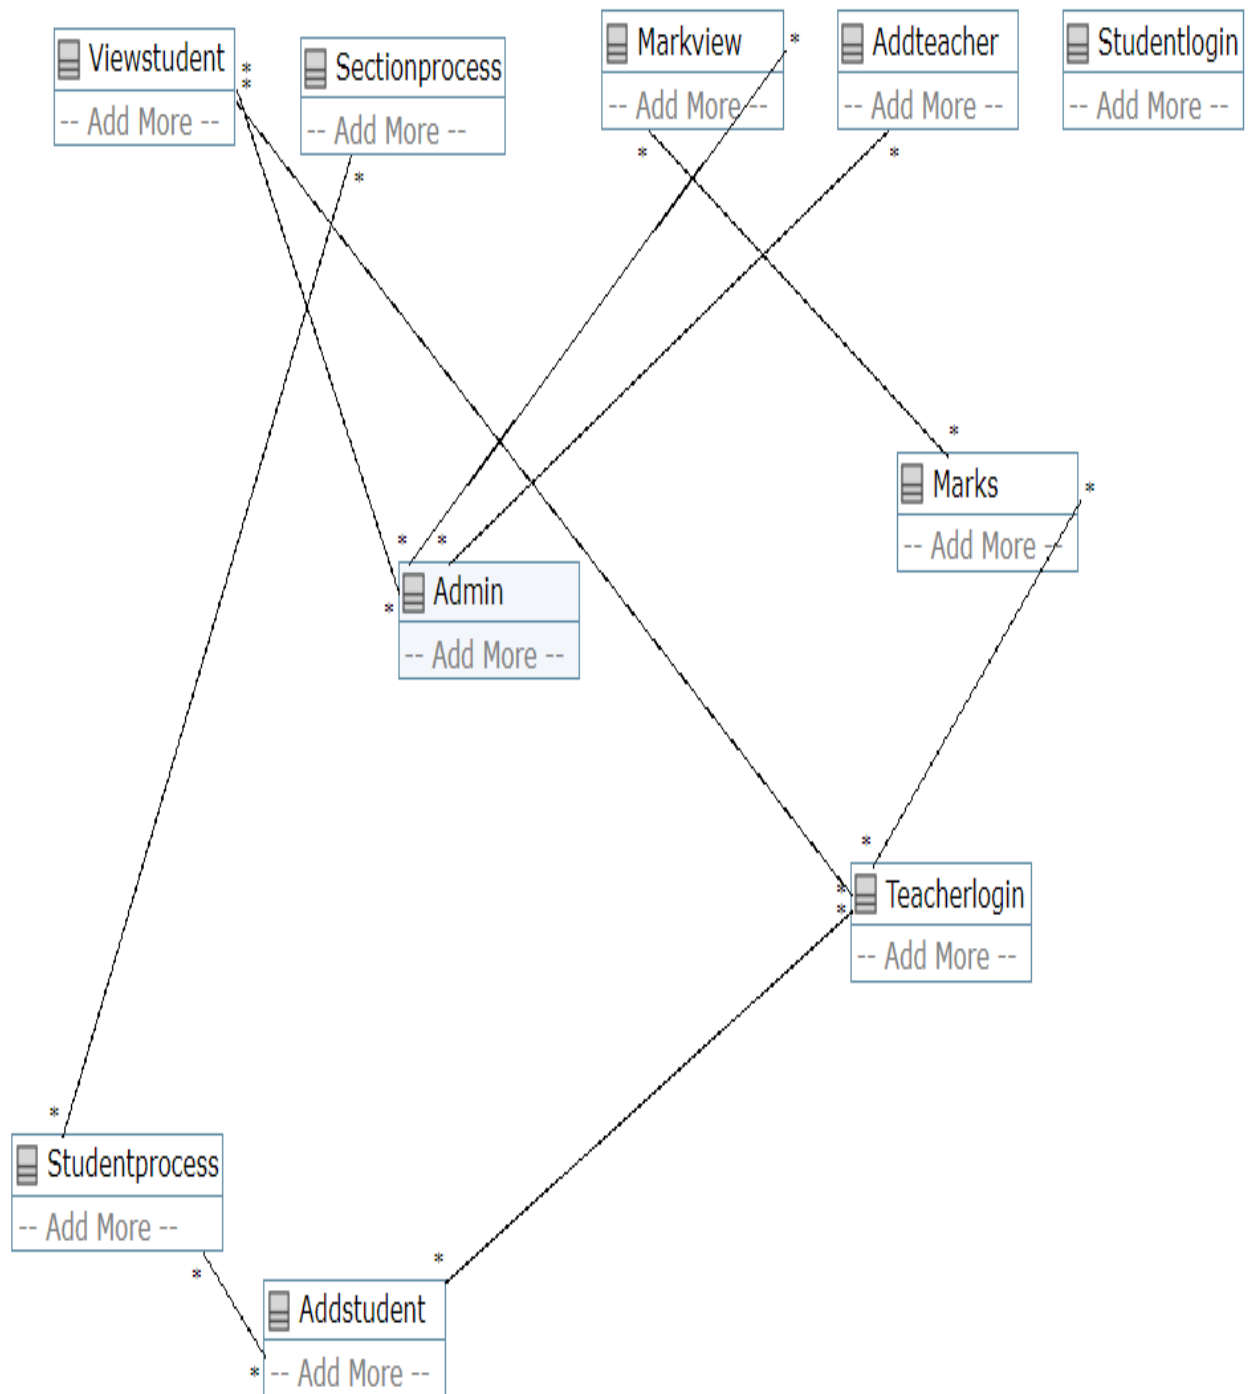 Viewstudent
-- Add More --
Sectionprocess
-- Add More --
Markview
-- Add More --
Addteacher
-- Add More --
Studentlogin
-- Add More --
*
*
*
*
*
*
*
Marks
-- Add More --
*
*
*
Admin
-- Add More --
*
*
*
*
Teacherlogin
-- Add More --
*
Studentprocess
-- Add More --
*
*
Addstudent
-- Add More --
*